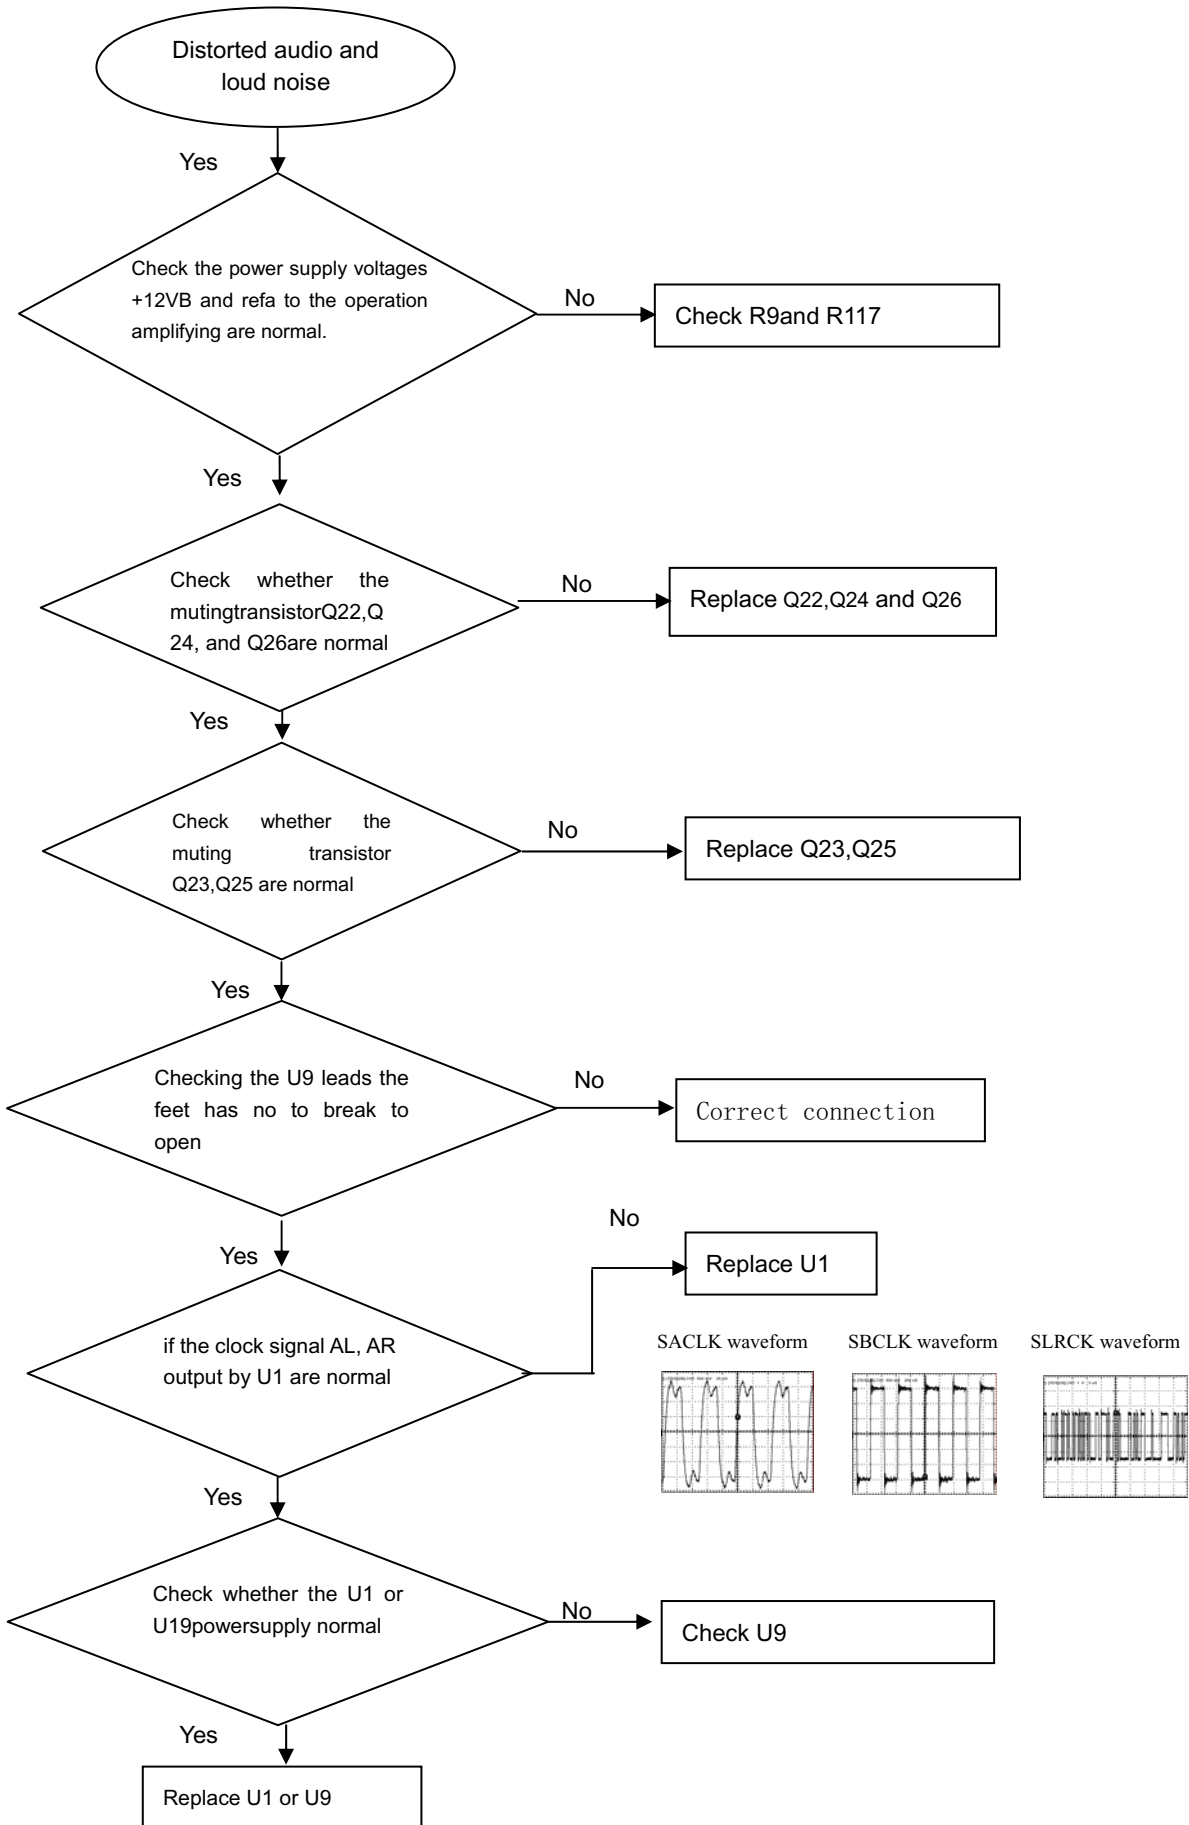 Distorted audio and
loud noise
Yes
Check the power supply voltages
+12VB and refa to the operation
amplifying are normal.
No
Check R9and R117
Yes
Check whether the
mutingtransistorQ22,Q
24, and Q26are normal
No
Replace Q22,Q24 and Q26
Yes
Check whether the
muting transistor
Q23,Q25 are normal
No
Replace Q23,Q25
Yes
Checking the U9 leads the
feet has no to break to
open
No
Correct connection
Yes
No
Replace U1
if the clock signal AL, AR
output by U1 are normal
SACLK waveform
SBCLK waveform
SLRCK waveform
Yes
Check whether the U1 or
U19powersupply normal
No
Check U9
Yes
Replace U1 or U9